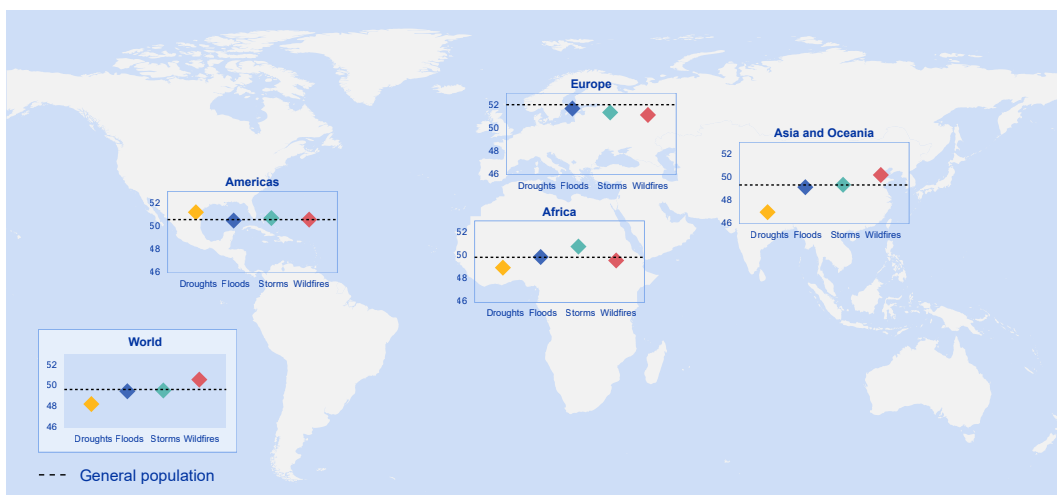 Europe
52
50
48
46
Droughts Floods Storms Wildfires
Asia and Oceania
52
50
48
46
Droughts Floods Storms Wildfires
Americas
52
50
48
46
Droughts Floods Storms Wildfires
Africa
52
50
48
46
Droughts Floods Storms Wildfires
World
52
50
48
46
Droughts Floods Storms Wildfires
General population